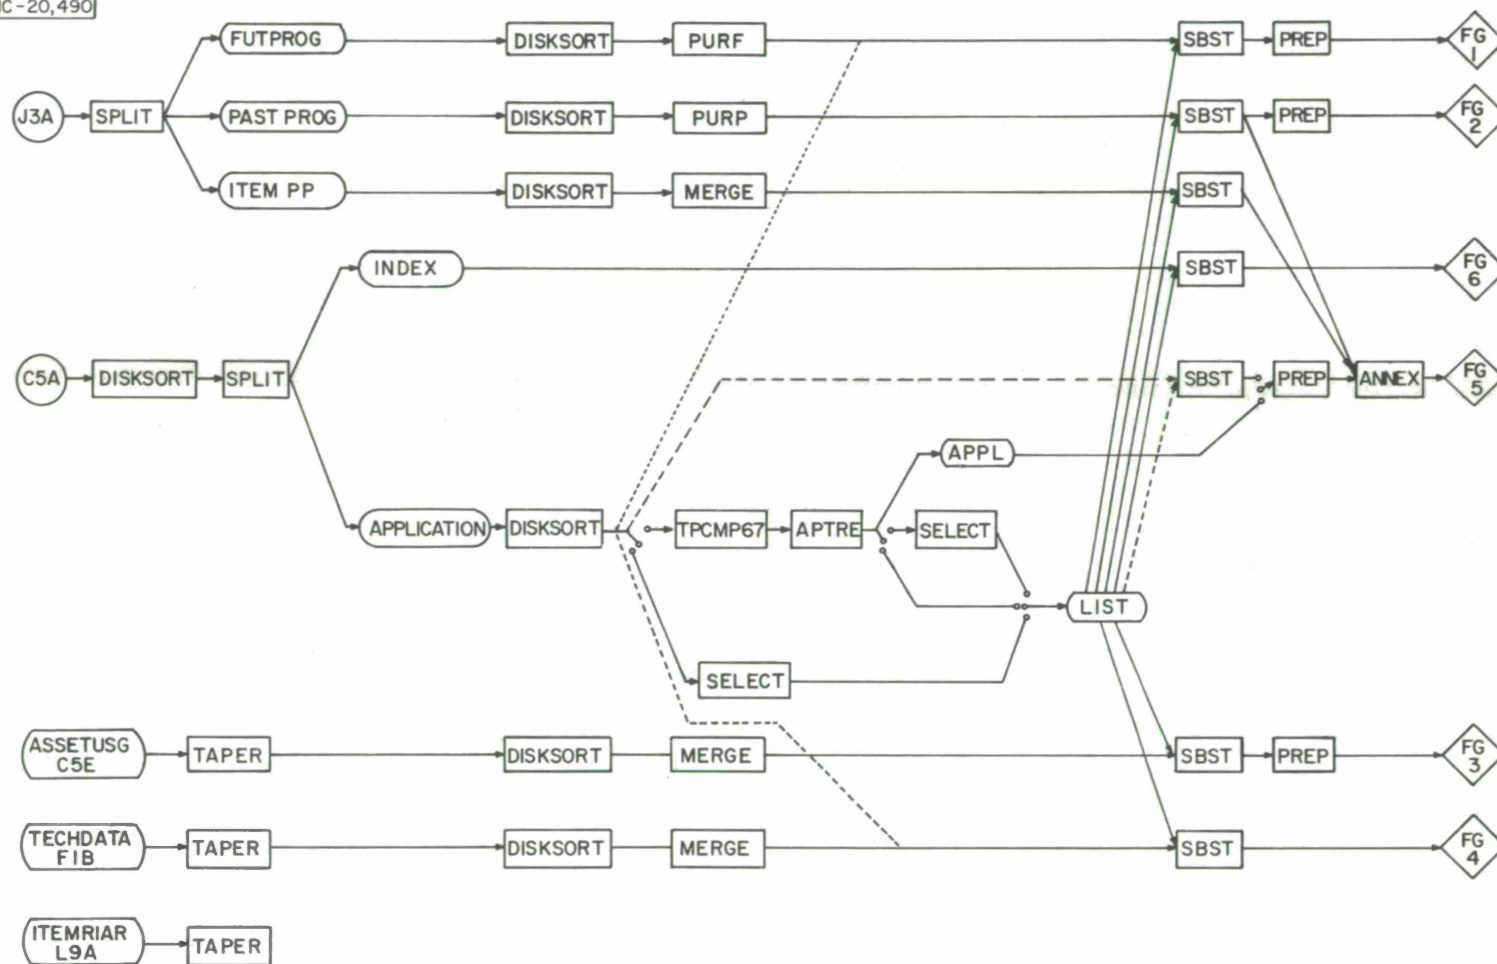 IC-20,490
FUTPROG DISKSORT PURF SBST PREP FG 1
J3A SPLIT PAST PROG DISKSORT PURP SBST PREP FG 2
ITEM PP DISKSORT MERGE SBST
INDEX SBST FG 6
C5A DISKSORT SPLIT SBST PREP ANNEX FG 5
APPL
APPLICATION DISKSORT TPCMP67 APTRE SELECT
LIST
SELECT
ASSETUSG C5E TAPER DISKSORT MERGE SBST PREP FG 3
TECHDATA F1B TAPER DISKSORT MERGE SBST FG 4
ITEMRIAR L9A TAPER